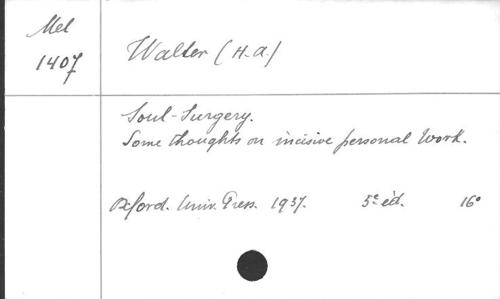 Mel
1407
Walter (H.A.)
Soul-Surgery.
Some thoughts on incisive personal Work.
Oxford. Univ. Press. 1937. 5e éd. 16°